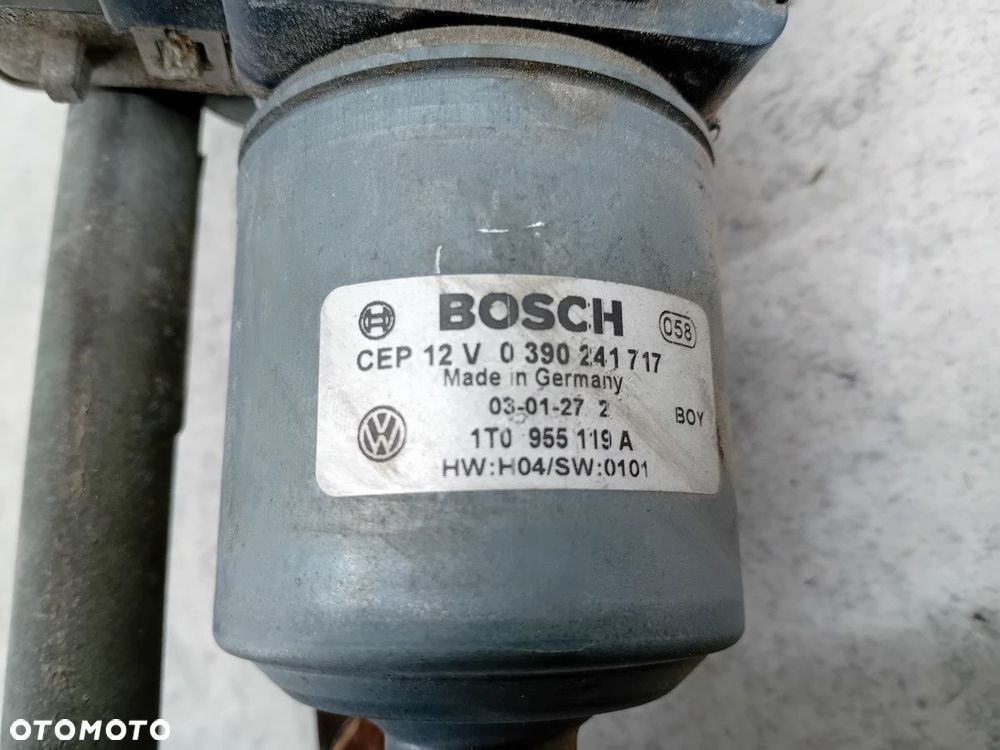 BOSCH 058
CEP 12 V 0 390 241 717
Made in Germany
03-01-27 2 BOY
1T0 955 119 A
HW:H04/SW:0101
OTOMOTO